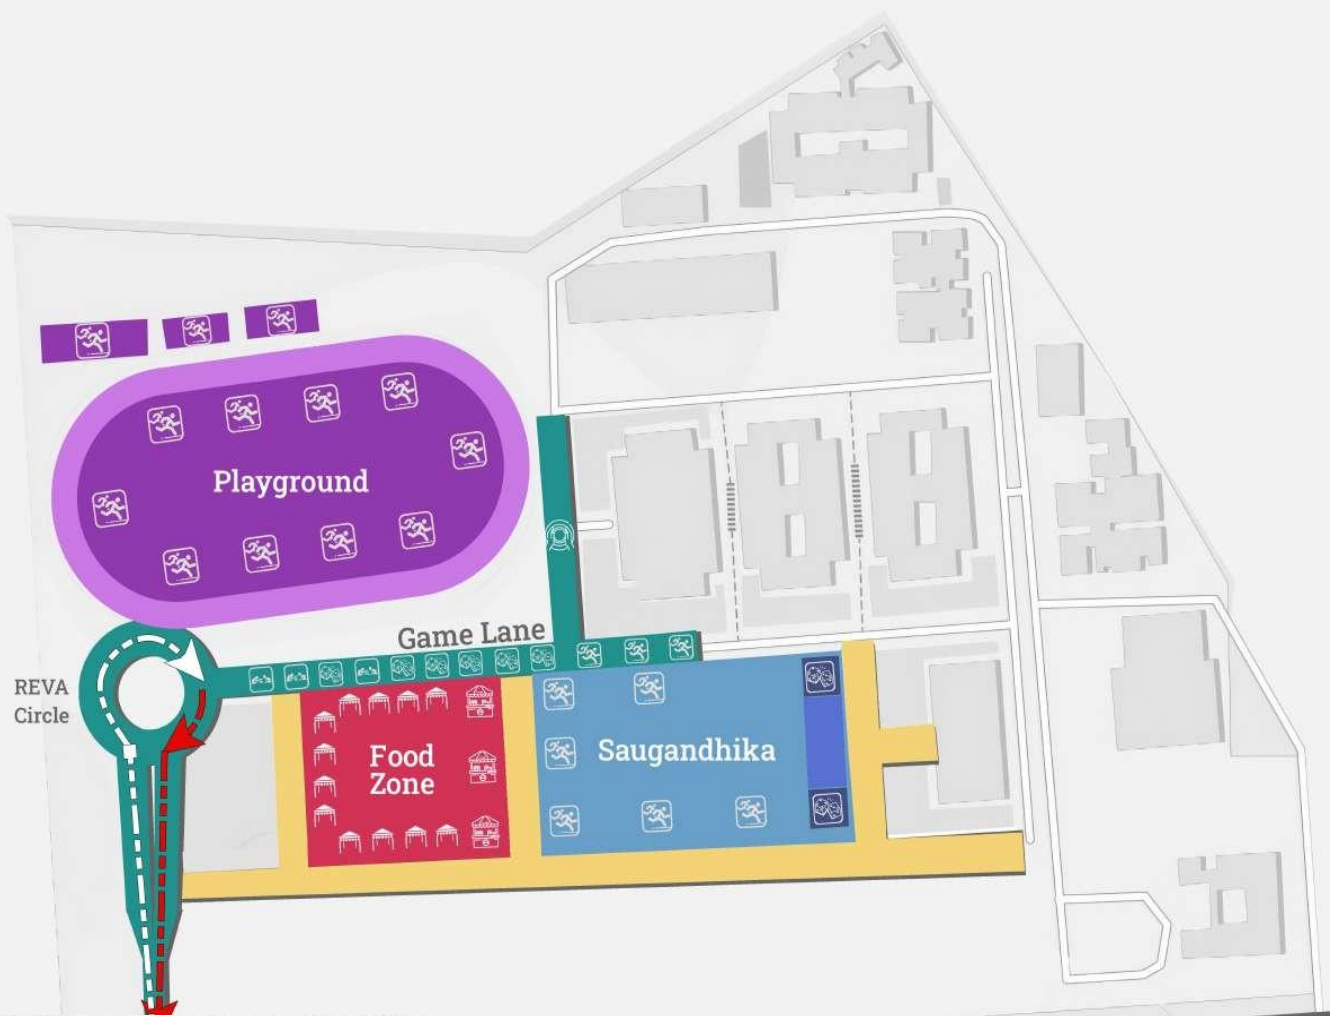 Playground
Game Lane
REVA
Circle
Food
Zone
Saugandhika